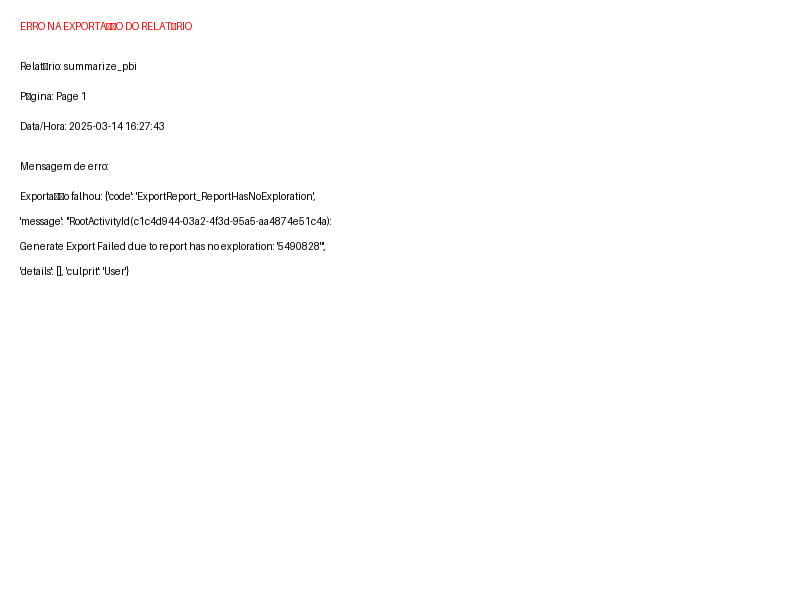 ERRO NA EXPORTA▯▯O DO RELAT▯RIO
Relat▯rio: summarize_pbi
P▯gina: Page 1
Data/Hora: 2025-03-14 16:27:43
Mensagem de erro:
Exporta▯▯o falhou: {'code': 'ExportReport_ReportHasNoExploration',
'message': "RootActivityId(c1c4d944-03a2-4f3d-95a5-aa4874e51c4a):
Generate Export Failed due to report has no exploration: '5490828'",
'details': [], 'culprit': 'User'}